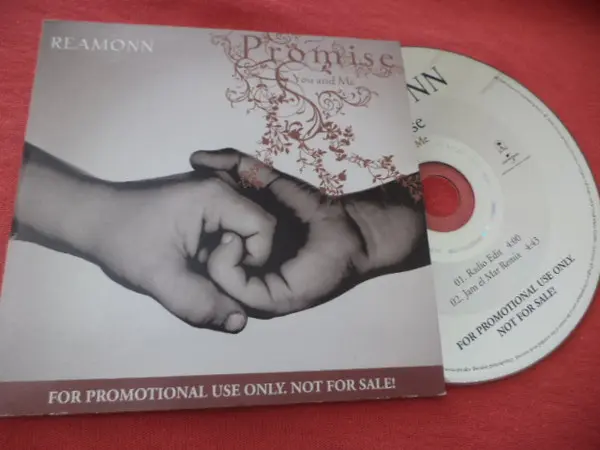 REAMONN
Promise
You and Me
FOR PROMOTIONAL USE ONLY. NOT FOR SALE!
ONN
se
Me
01. Radio Edit 4:00
02. Jam el Mar Remix 4:43
FOR PROMOTIONAL USE ONLY.
NOT FOR SALE!